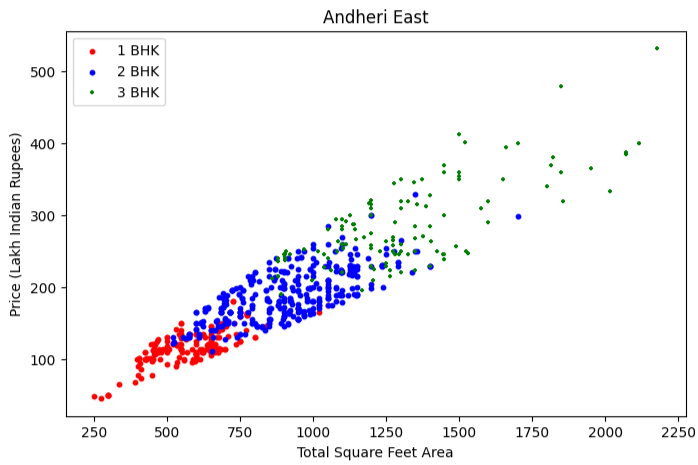 Andheri East
1 BHK
2 BHK
3 BHK
Price (Lakh Indian Rupees)
500
400
300
200
100
250
500
750
1000
1250
1500
1750
2000
2250
Total Square Feet Area